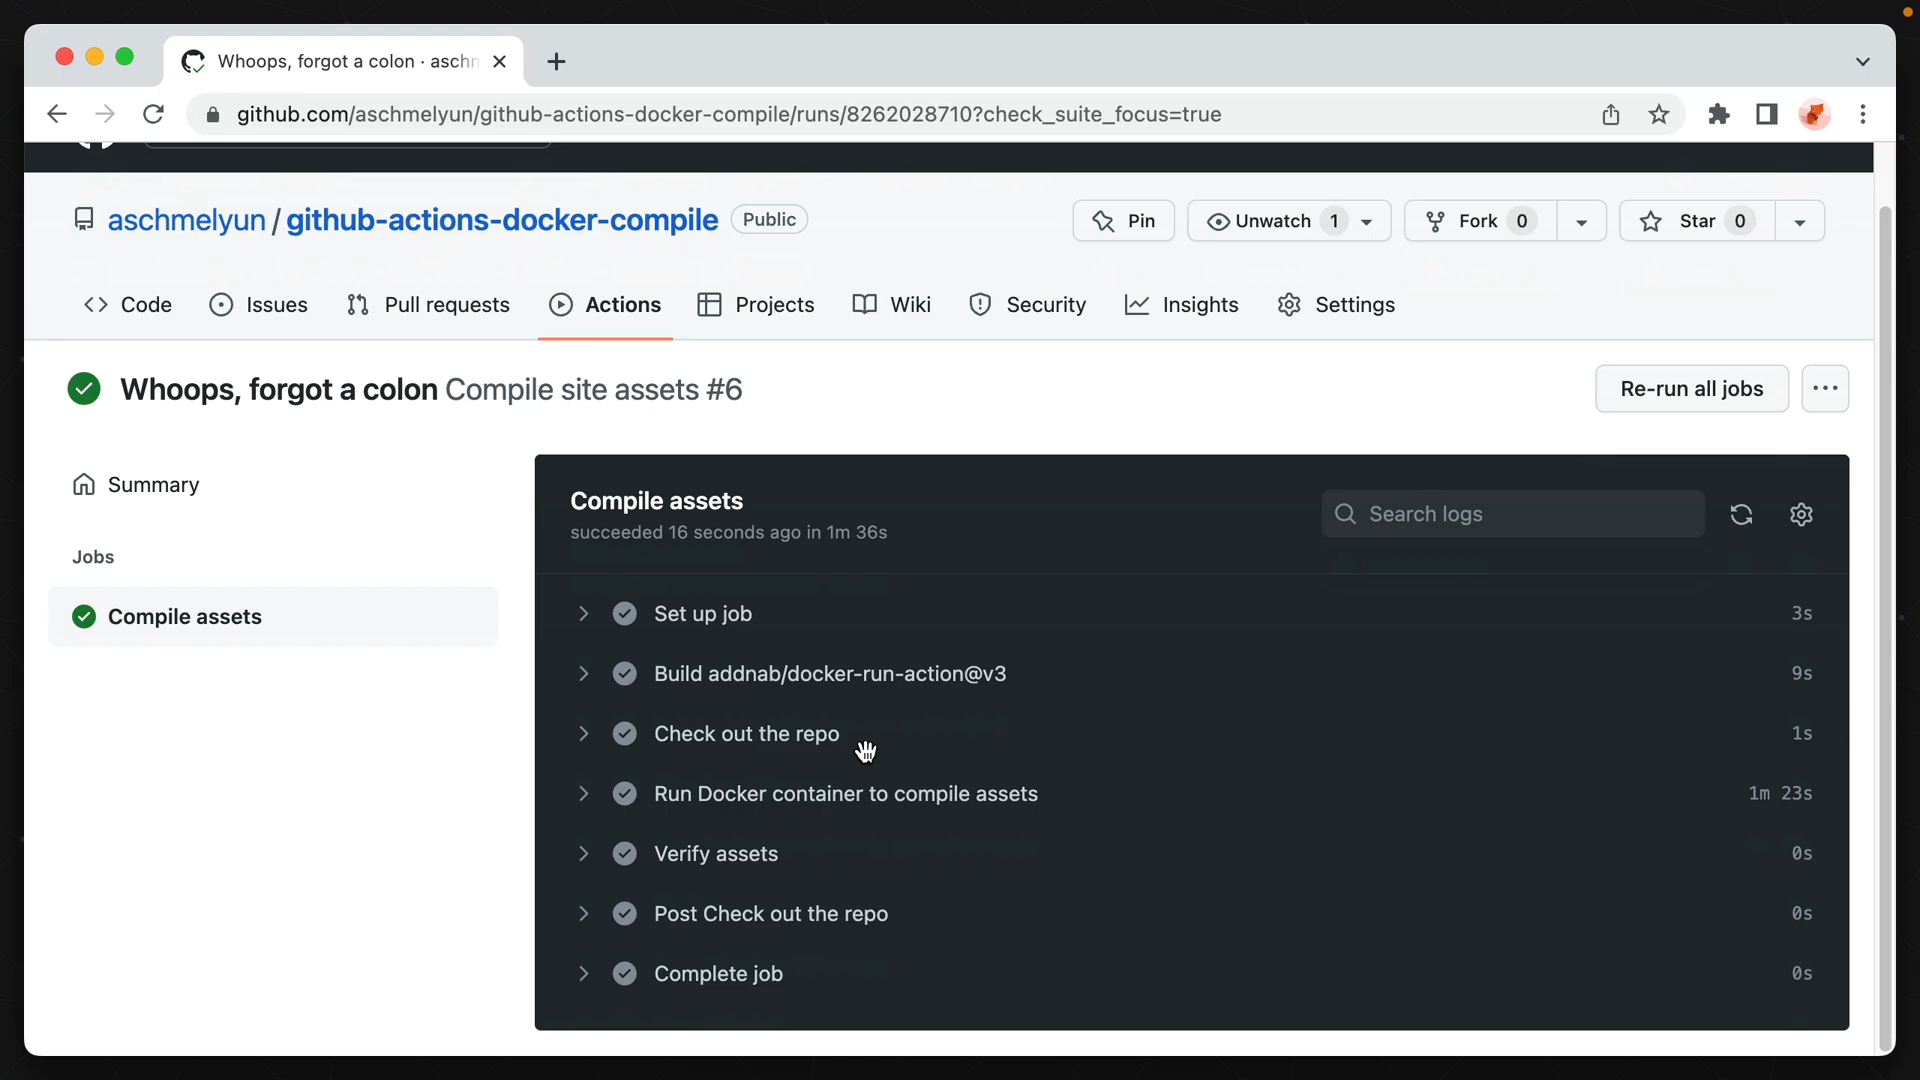 Whoops, forgot a colon · asch
github.com/aschmelyun/github-actions-docker-compile/runs/8262028710?check_suite_focus=true
aschmelyun / github-actions-docker-compile Public
Pin
Unwatch 1
Fork 0
Star 0
Code Issues Pull requests Actions Projects Wiki Security Insights Settings
Whoops, forgot a colon Compile site assets #6
Re-run all jobs
Summary
Jobs
Compile assets
Compile assets
succeeded 16 seconds ago in 1m 36s
Search logs
Set up job 3s
Build addnab/docker-run-action@v3 9s
Check out the repo 1s
Run Docker container to compile assets 1m 23s
Verify assets 0s
Post Check out the repo 0s
Complete job 0s